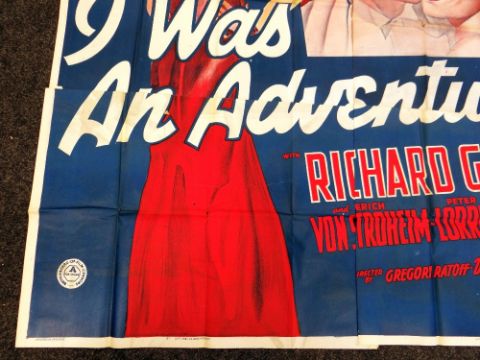 I Was
An Adventu
WITH
RICHARD G
and ERICH PETER
VON STROHEIM - LORR
DIRECTED BY GREGORY RATOFF - D
A